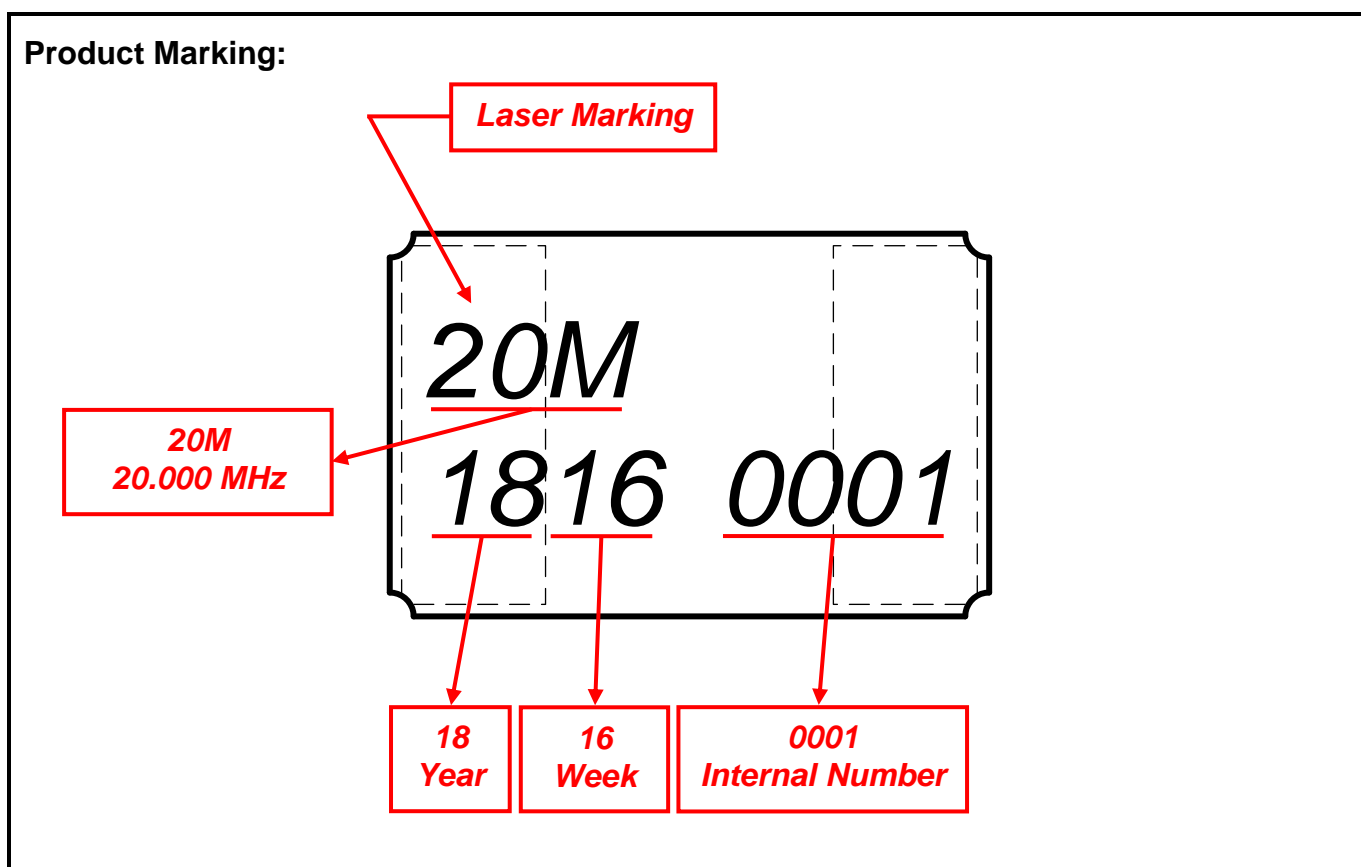 Product Marking:
Laser Marking
20M
20M
20.000 MHz
1816 0001
18
Year
16
Week
0001
Internal Number